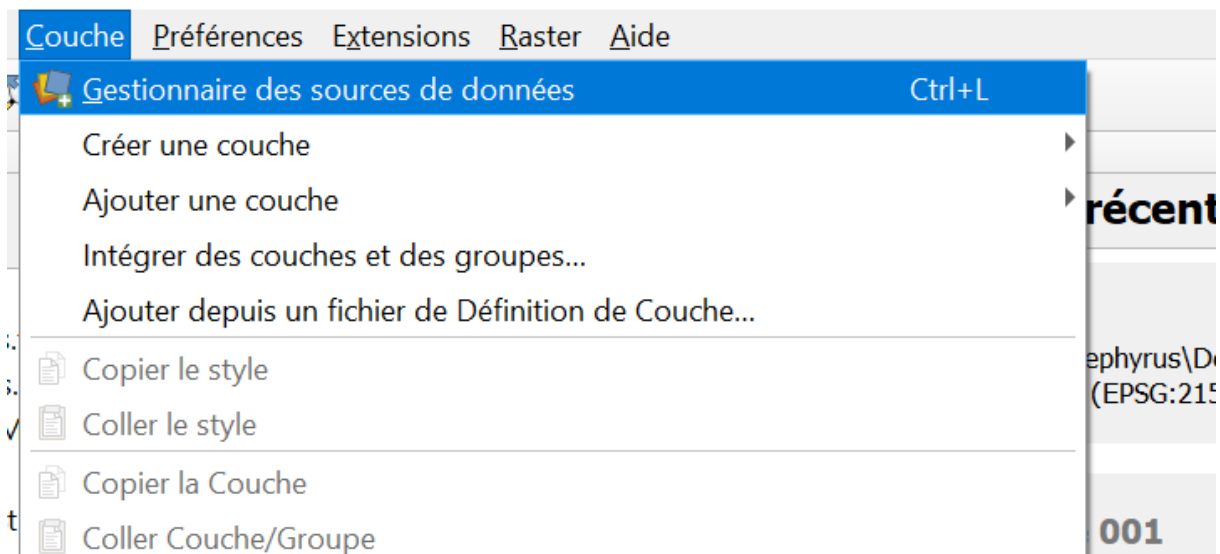 Couche Préférences Extensions Raster Aide
Gestionnaire des sources de données Ctrl+L
Créer une couche
Ajouter une couche
récent
Intégrer des couches et des groupes...
Ajouter depuis un fichier de Définition de Couche...
Copier le style
ephyrus\De
(EPSG:215
Coller le style
Copier la Couche
Coller Couche/Groupe
001